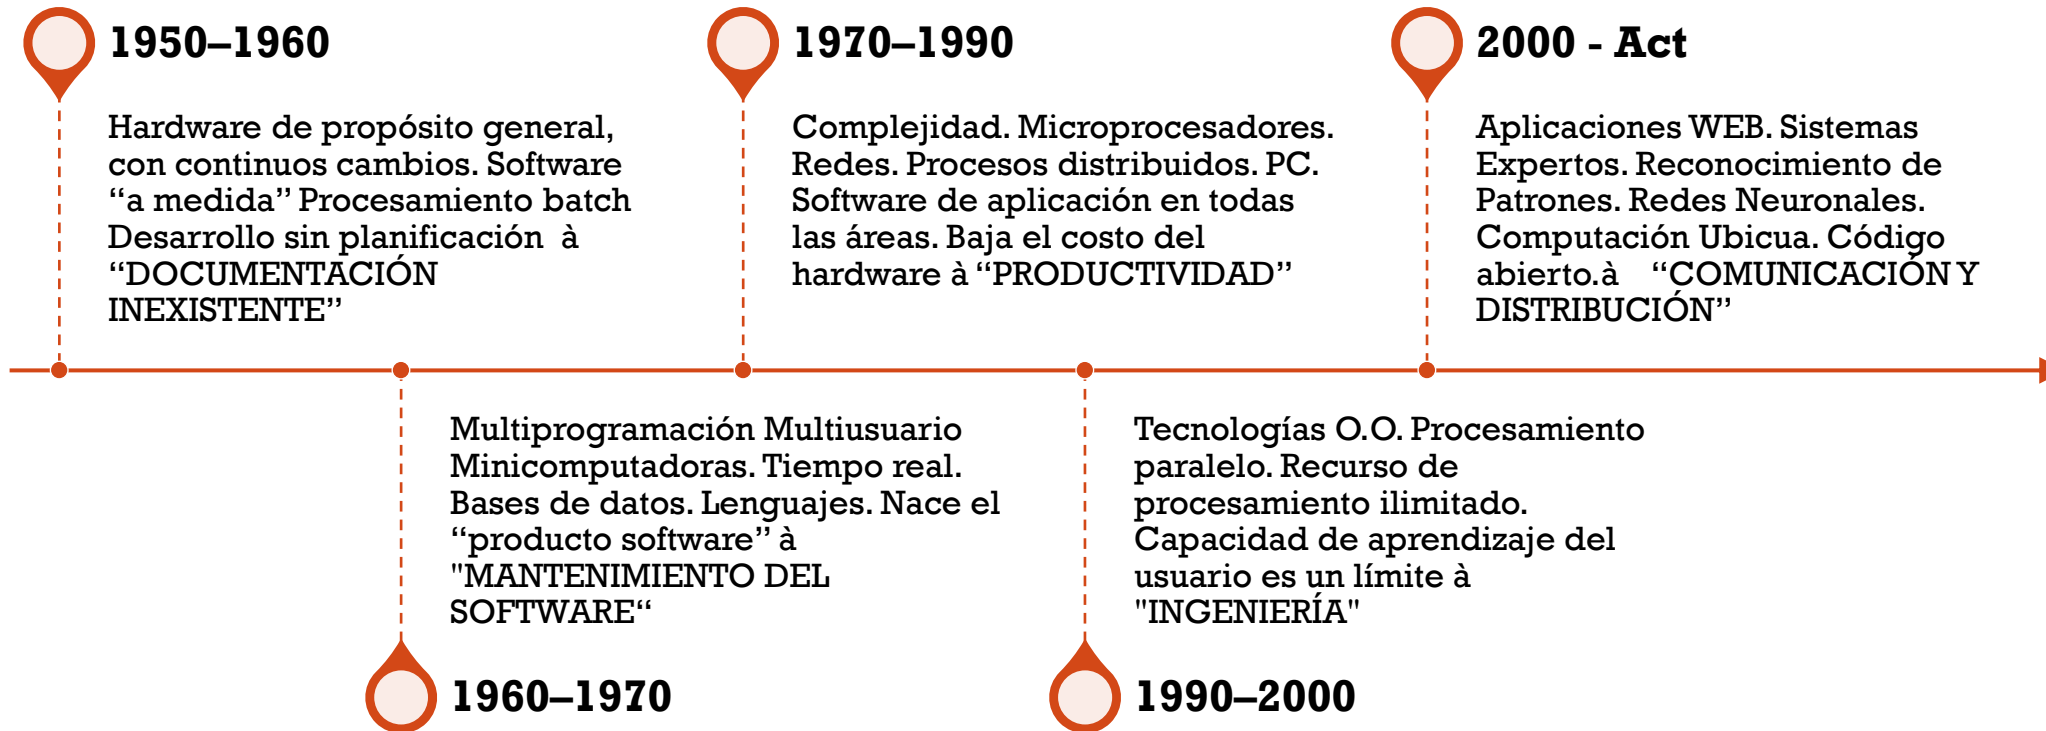 1950–1960
Hardware de propósito general,
con continuos cambios. Software
“a medida” Procesamiento batch
Desarrollo sin planificación  à
“DOCUMENTACIÓN
INEXISTENTE”
1960–1970
Multiprogramación Multiusuario
Minicomputadoras. Tiempo real.
Bases de datos. Lenguajes. Nace el
“producto software” à
"MANTENIMIENTO DEL
SOFTWARE“
1970–1990
Complejidad. Microprocesadores.
Redes. Procesos distribuidos. PC.
Software de aplicación en todas
las áreas. Baja el costo del
hardware à “PRODUCTIVIDAD”
1990–2000
Tecnologías O.O. Procesamiento
paralelo. Recurso de
procesamiento ilimitado.
Capacidad de aprendizaje del
usuario es un límite à
"INGENIERÍA"
2000 - Act
Aplicaciones WEB. Sistemas
Expertos. Reconocimiento de
Patrones. Redes Neuronales.
Computación Ubicua. Código
abierto.à   “COMUNICACIÓN Y
DISTRIBUCIÓN”